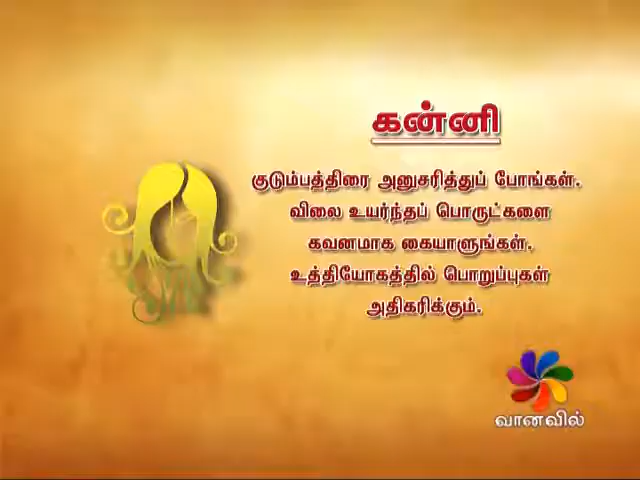 கன்னி
குடும்பத்திரை அனுசரித்துப் போங்கள்.
விலை உயர்ந்தப் பொருட்களை
கவனமாக கையாளுங்கள்.
உத்தியோகத்தில் பொறுப்புகள்
அதிகரிக்கும்.
வானவில்